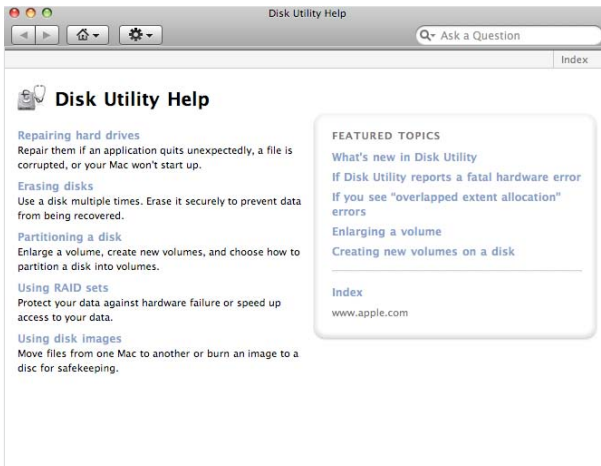 Disk Utility Help
Ask a Question
Index
Disk Utility Help
Repairing hard drives
Repair them if an application quits unexpectedly, a file is
corrupted, or your Mac won't start up.
Erasing disks
Use a disk multiple times. Erase it securely to prevent data
from being recovered.
Partitioning a disk
Enlarge a volume, create new volumes, and choose how to
partition a disk into volumes.
Using RAID sets
Protect your data against hardware failure or speed up
access to your data.
Using disk images
Move files from one Mac to another or burn an image to a
disc for safekeeping.
FEATURED TOPICS
What's new in Disk Utility
If Disk Utility reports a fatal hardware error
If you see "overlapped extent allocation"
errors
Enlarging a volume
Creating new volumes on a disk
Index
www.apple.com